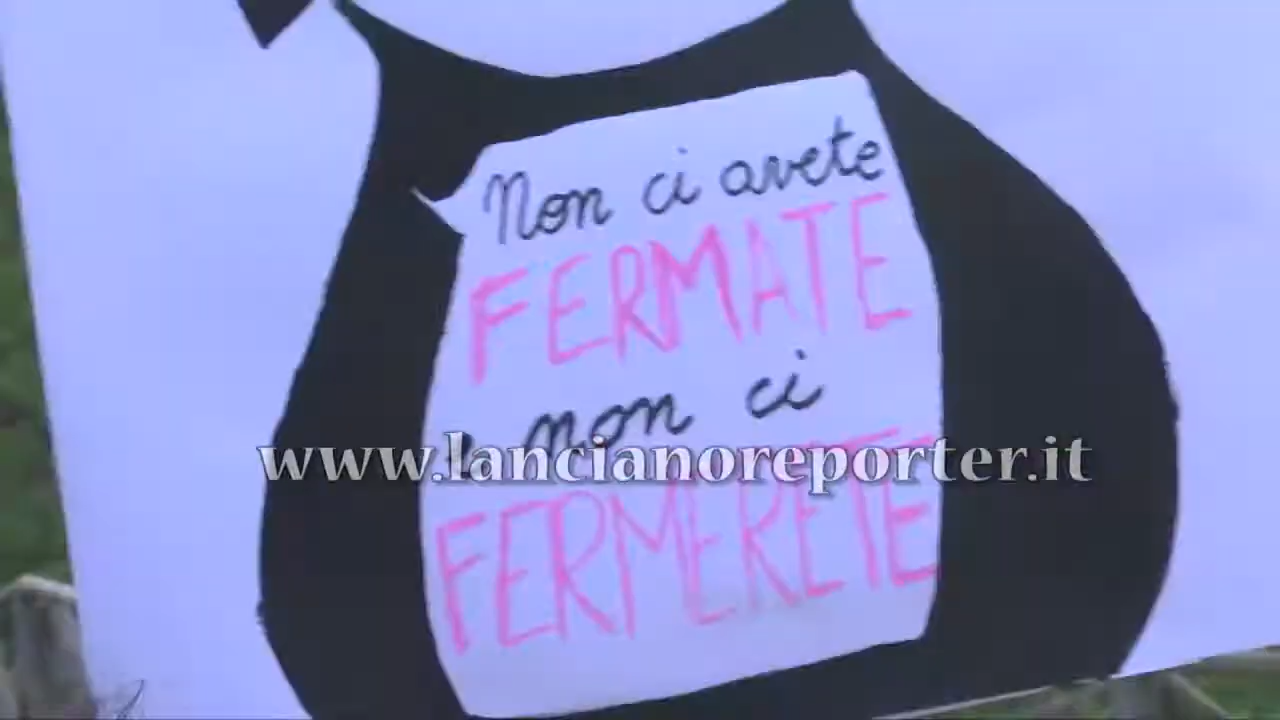 Non ci avete
FERMATE
, non ci
www.lancianoreporter.it
FERMERETE